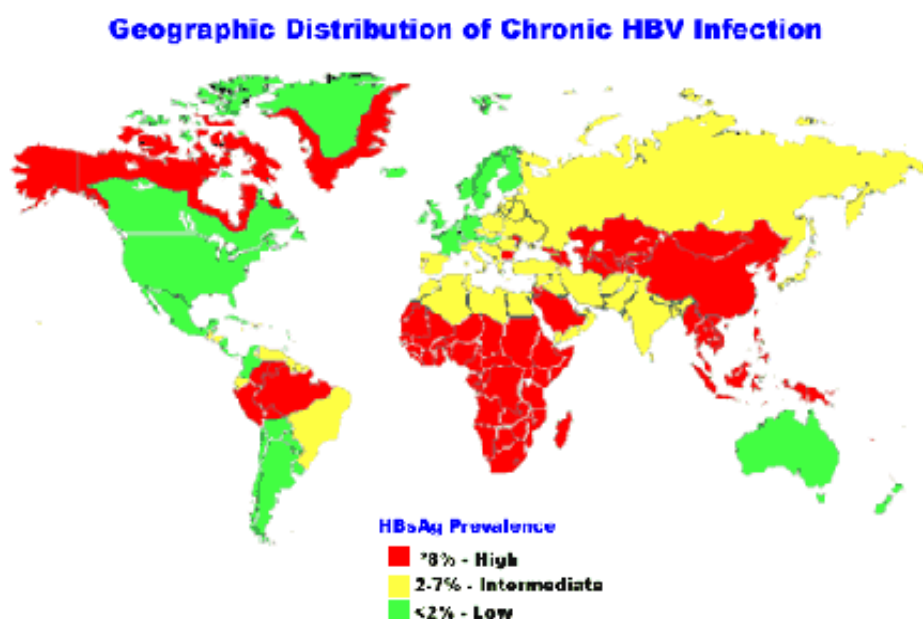 Geographic Distribution of Chronic HBV Infection
HBsAg Prevalence
*8% - High
2-7% - Intermediate
<2% - Low